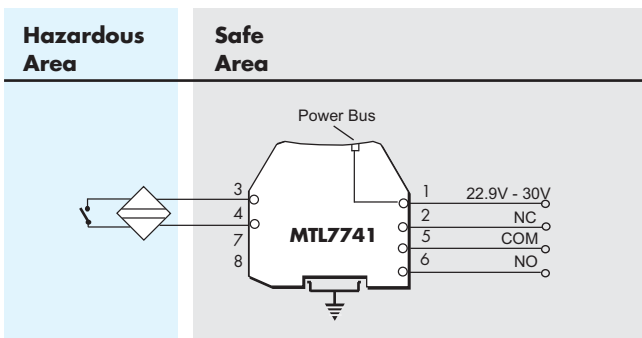 Hazardous Area
Safe Area
Power Bus
3
4
7
8
MTL7741
1 22.9V - 30V
2 NC
5 COM
6 NO